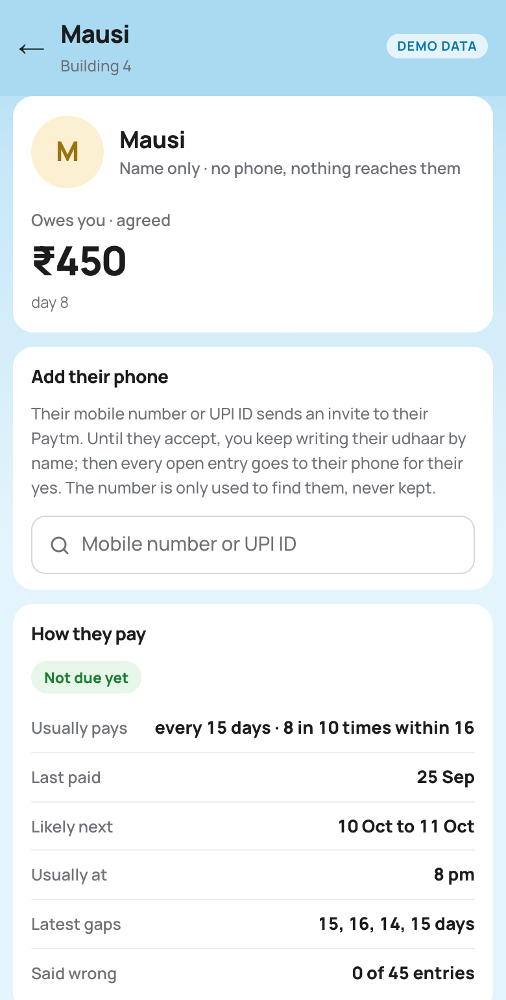 Mausi
Building 4
DEMO DATA
M
Mausi
Name only · no phone, nothing reaches them
Owes you · agreed
₹450
day 8
Add their phone
Their mobile number or UPI ID sends an invite to their
Paytm. Until they accept, you keep writing their udhaar by
name; then every open entry goes to their phone for their
yes. The number is only used to find them, never kept.
Mobile number or UPI ID
How they pay
Not due yet
Usually pays every 15 days · 8 in 10 times within 16
Last paid 25 Sep
Likely next 10 Oct to 11 Oct
Usually at 8 pm
Latest gaps 15, 16, 14, 15 days
Said wrong 0 of 45 entries